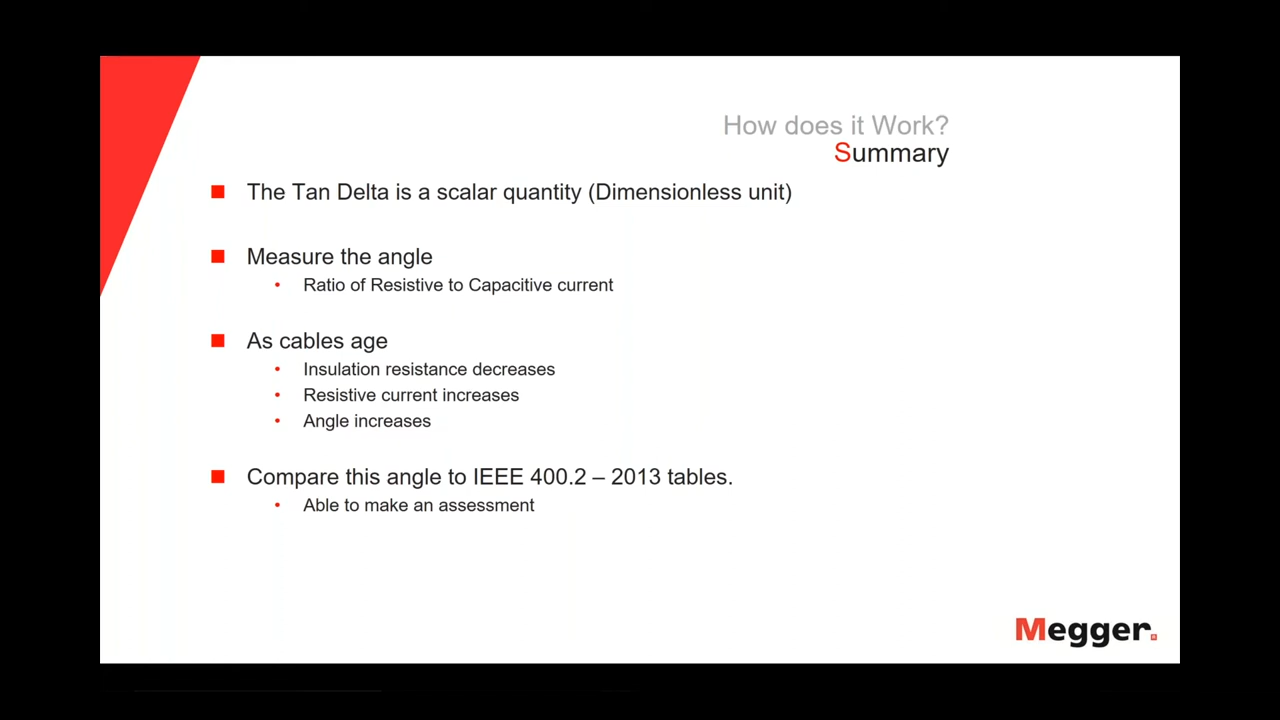 How does it Work?
Summary
The Tan Delta is a scalar quantity (Dimensionless unit)
Measure the angle
Ratio of Resistive to Capacitive current
As cables age
Insulation resistance decreases
Resistive current increases
Angle increases
Compare this angle to IEEE 400.2 – 2013 tables.
Able to make an assessment
Megger.